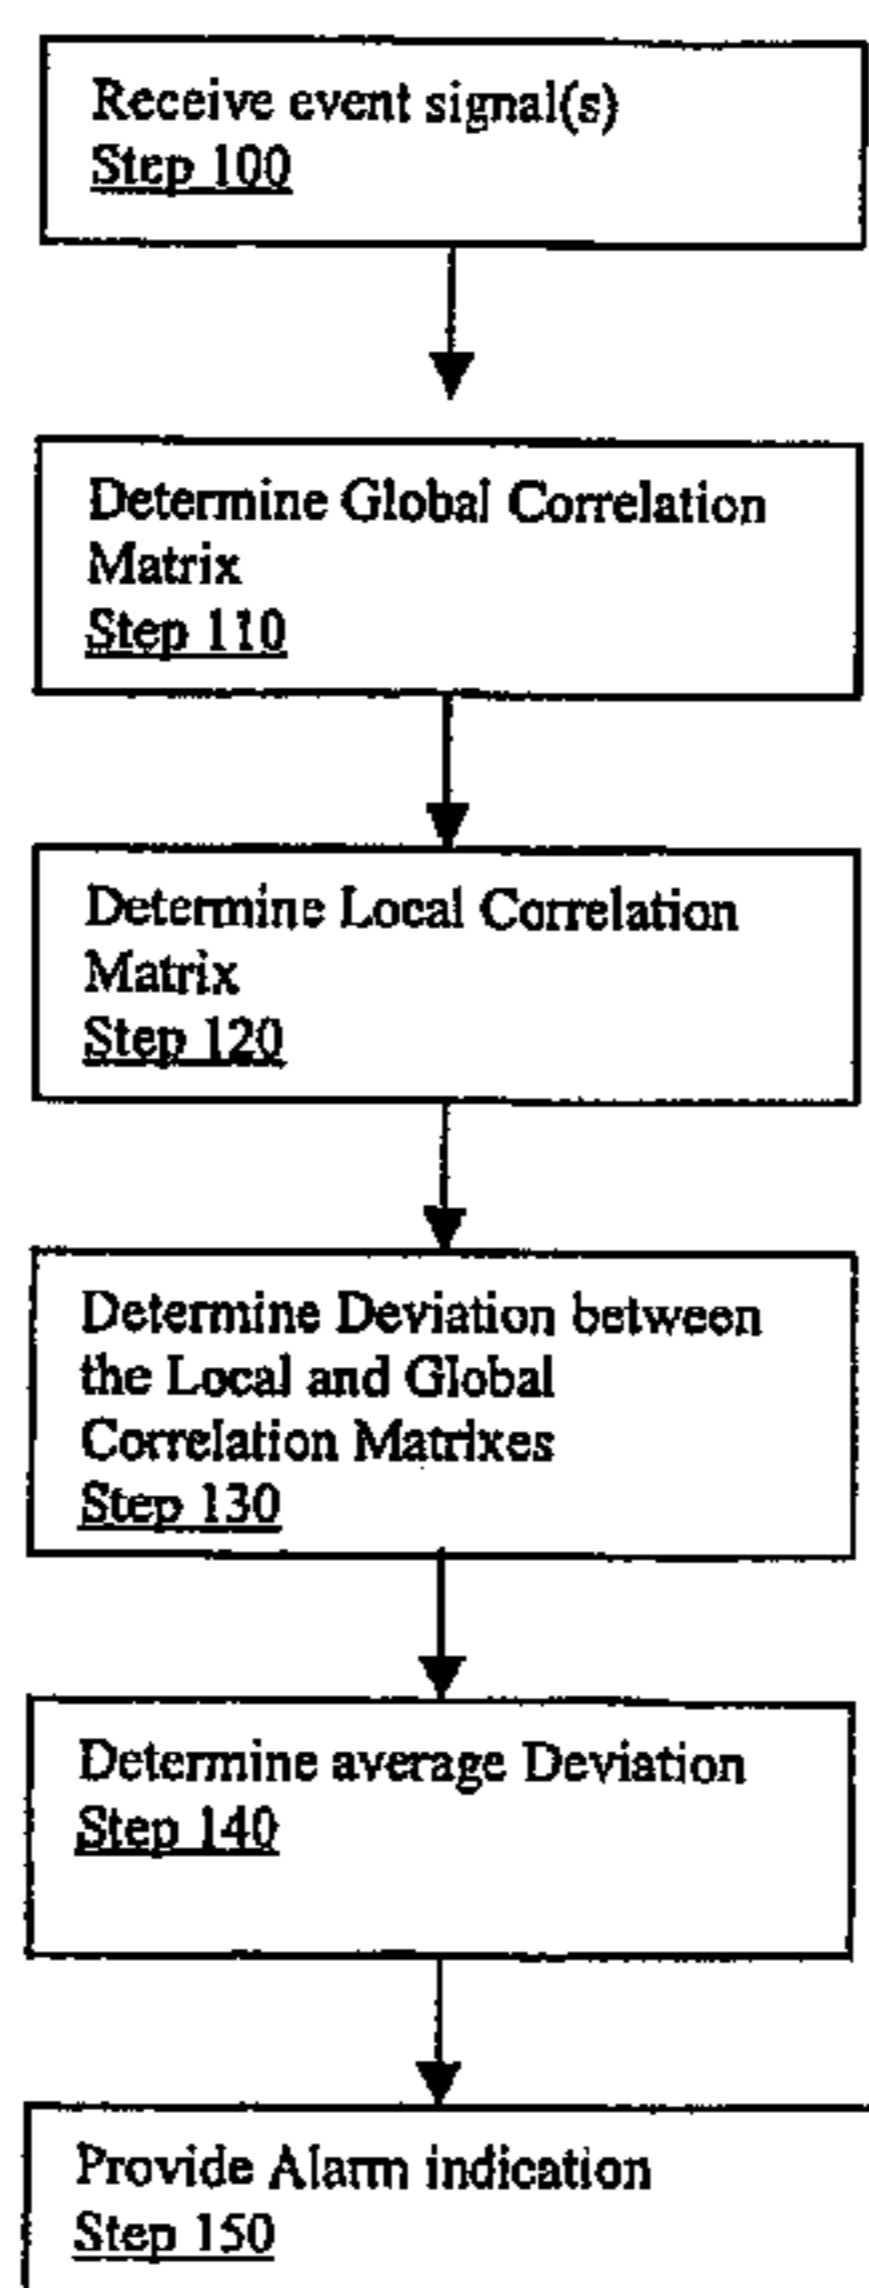 Receive event signal(s)
Step 100
Determine Global Correlation
Matrix
Step 110
Determine Local Correlation
Matrix
Step 120
Determine Deviation between
the Local and Global
Correlation Matrixes
Step 130
Determine average Deviation
Step 140
Provide Alarm indication
Step 150